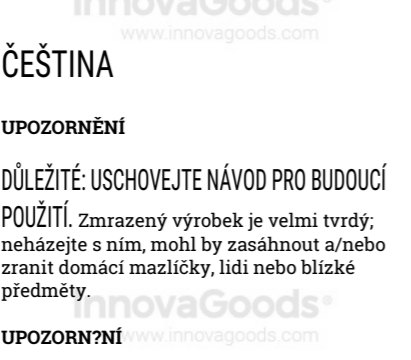 InnovaGoods®
www.innovagoods.com
ČEŠTINA
UPOZORNĚNÍ
DŮLEŽITÉ: USCHOVEJTE NÁVOD PRO BUDOUCÍ
POUŽITÍ. Zmrazený výrobek je velmi tvrdý;
neházejte s ním, mohl by zasáhnout a/nebo
zranit domácí mazlíčky, lidi nebo blízké
předměty.
InnovaGoods®
UPOZORN?NÍ www.innovagoods.com